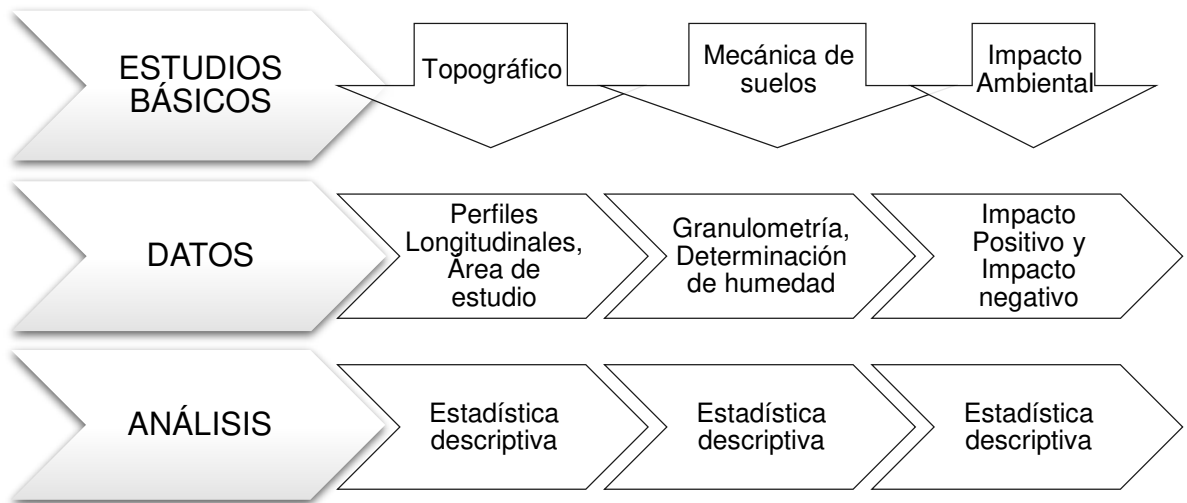 ESTUDIOS
BÁSICOS
Topográfico
Mecánica de
suelos
Impacto
Ambiental
DATOS
Perfiles
Longitudinales,
Área de
estudio
Granulometría,
Determinación
de humedad
Impacto
Positivo y
Impacto
negativo
ANÁLISIS
Estadística
descriptiva
Estadística
descriptiva
Estadística
descriptiva